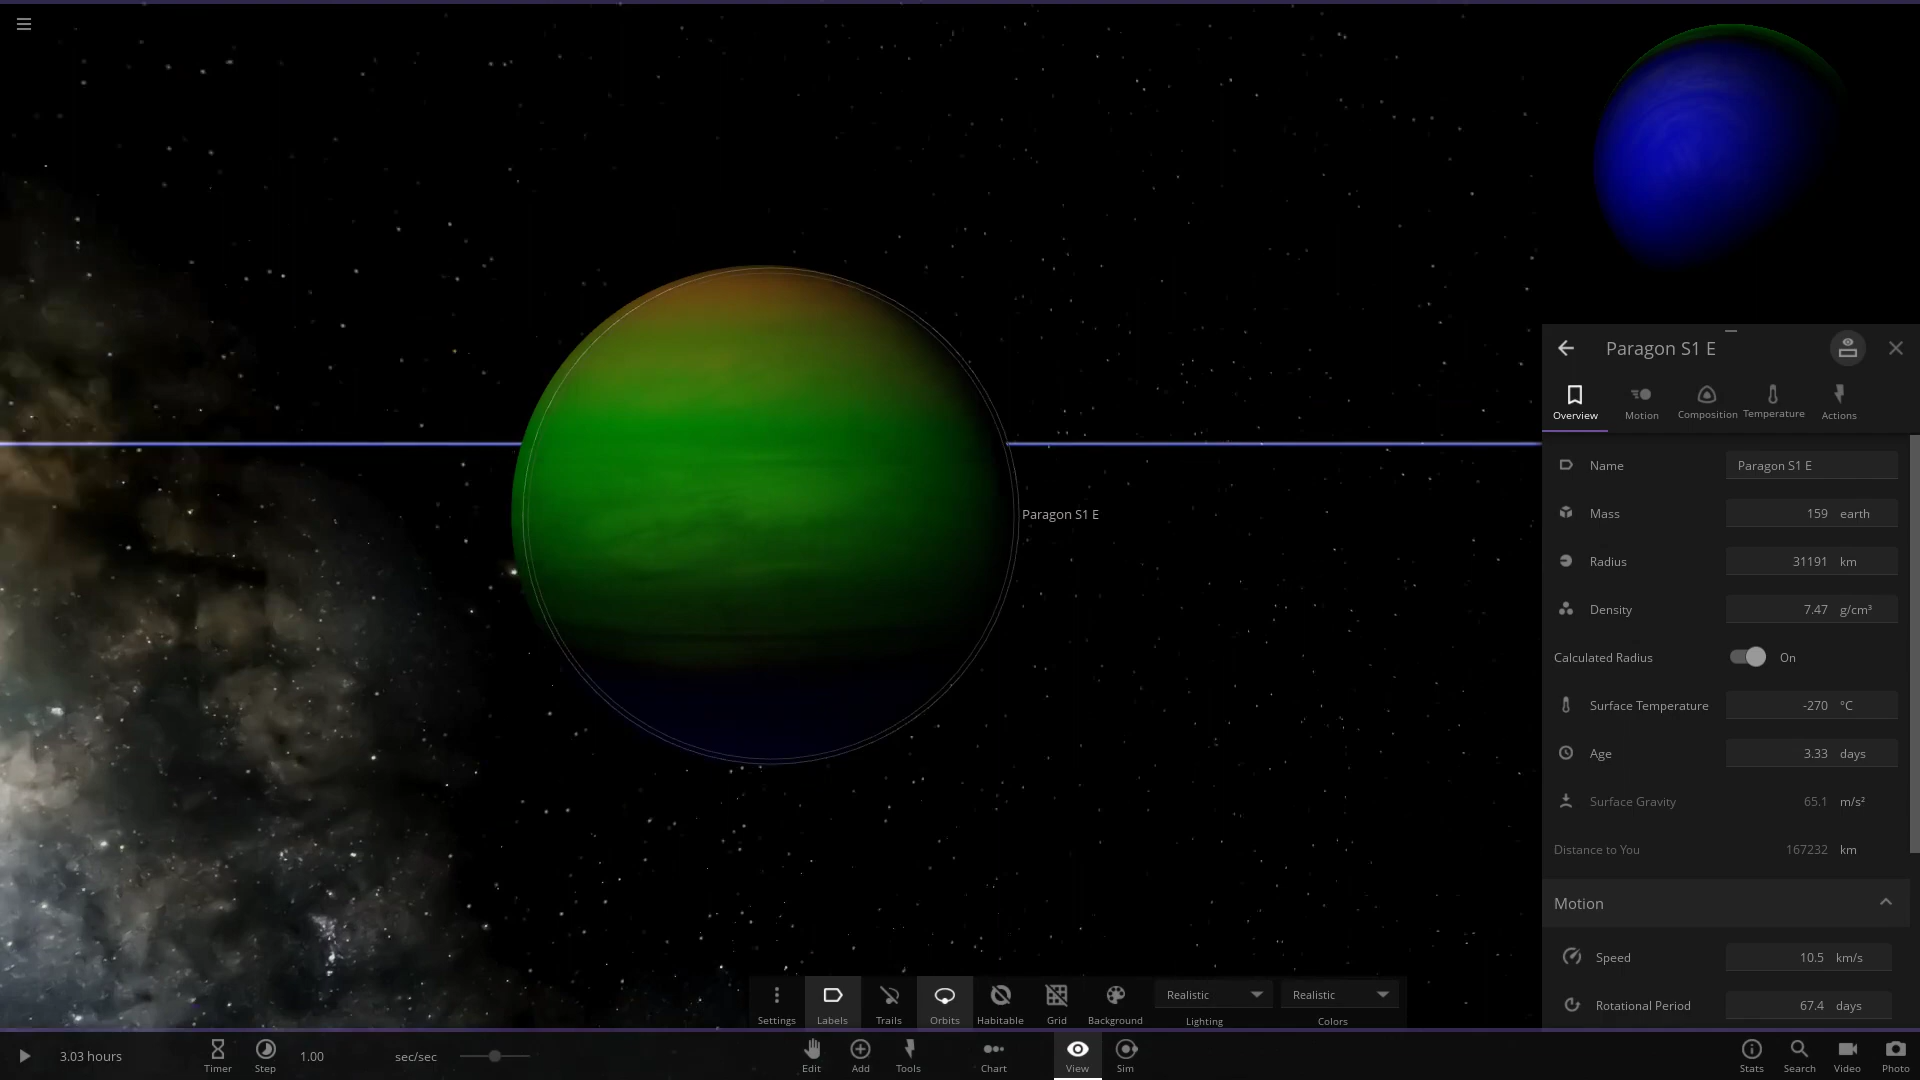 Paragon S1 E
Overview
Motion
Composition
Temperature
Actions
Name Paragon S1 E
Mass 159 earth
Radius 31191 km
Density 7.47 g/cm³
Calculated Radius On
Surface Temperature -270 °C
Age 3.33 days
Surface Gravity 65.1 m/s²
Distance to You 167232 km
Motion
Speed 10.5 km/s
Rotational Period 67.4 days
Paragon S1 E
Settings
Labels
Trails
Orbits
Habitable
Grid
Background
Realistic
Lighting
Realistic
Colors
3.03 hours
Timer
Step
1.00 sec/sec
Edit
Add
Tools
Chart
View
Sim
Stats
Search
Video
Photo